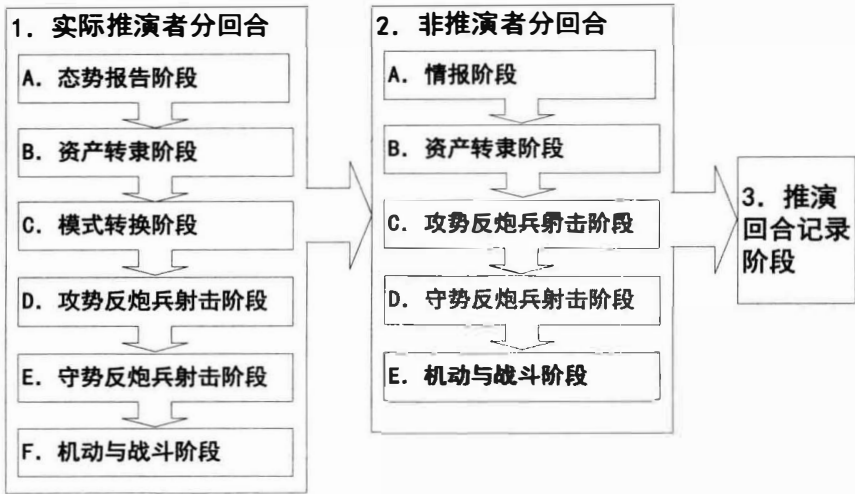 1. 实际推演者分回合
A. 态势报告阶段
B. 资产转隶阶段
C. 模式转换阶段
D. 攻势反炮兵射击阶段
E. 守势反炮兵射击阶段
F. 机动与战斗阶段
2. 非推演者分回合
A. 情报阶段
B. 资产转隶阶段
C. 攻势反炮兵射击阶段
D. 守势反炮兵射击阶段
E. 机动与战斗阶段
3. 推演
回合记录
阶段